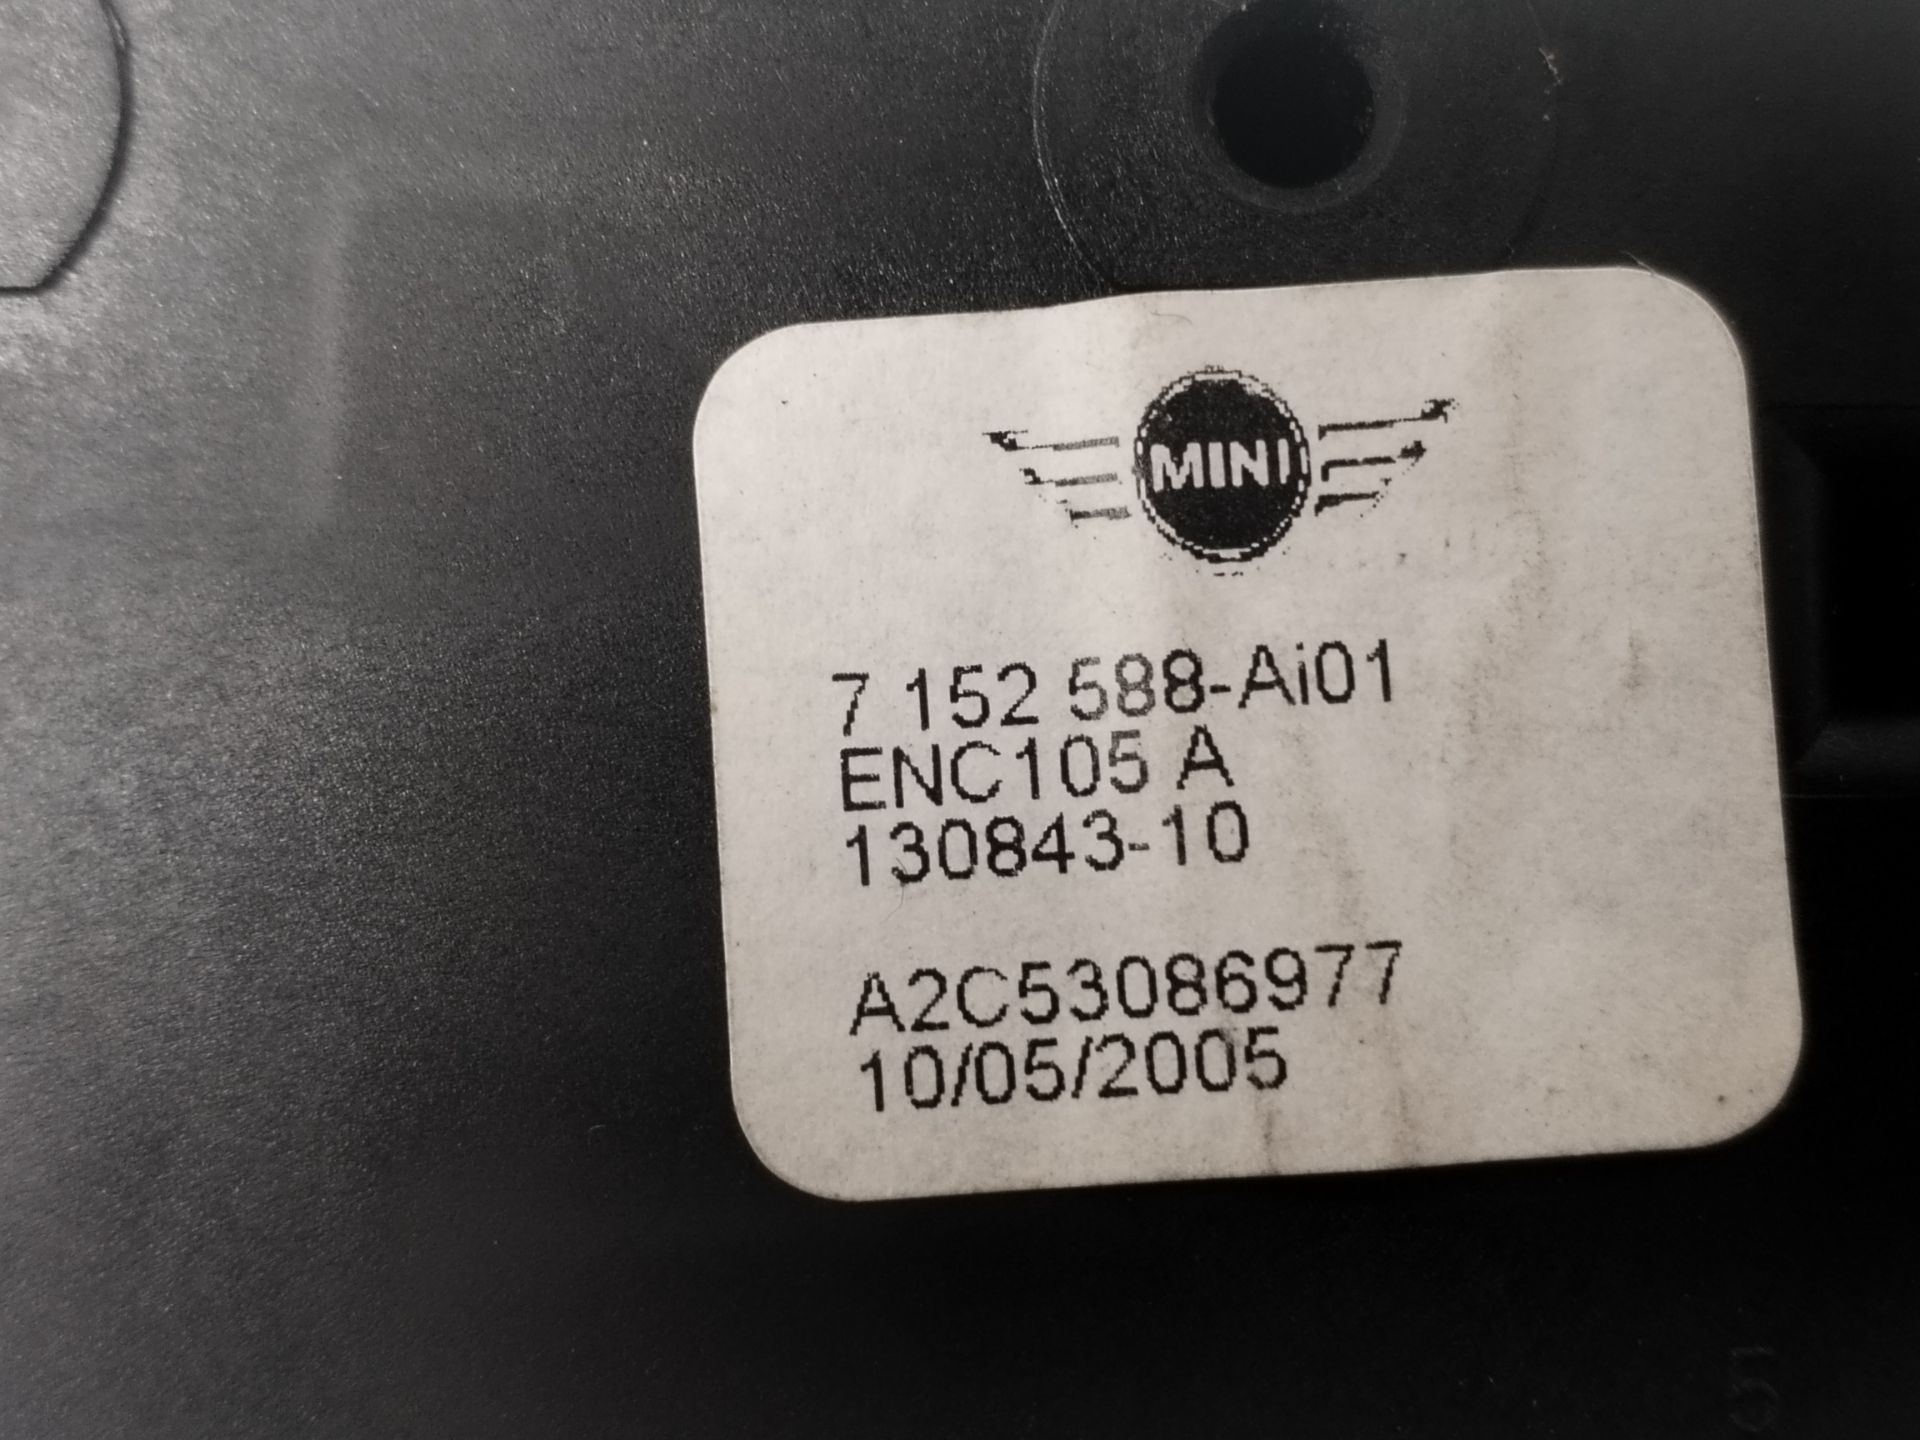 MINI
7 152 588-Ai01
ENC105 A
130843-10
A2C53086977
10/05/2005